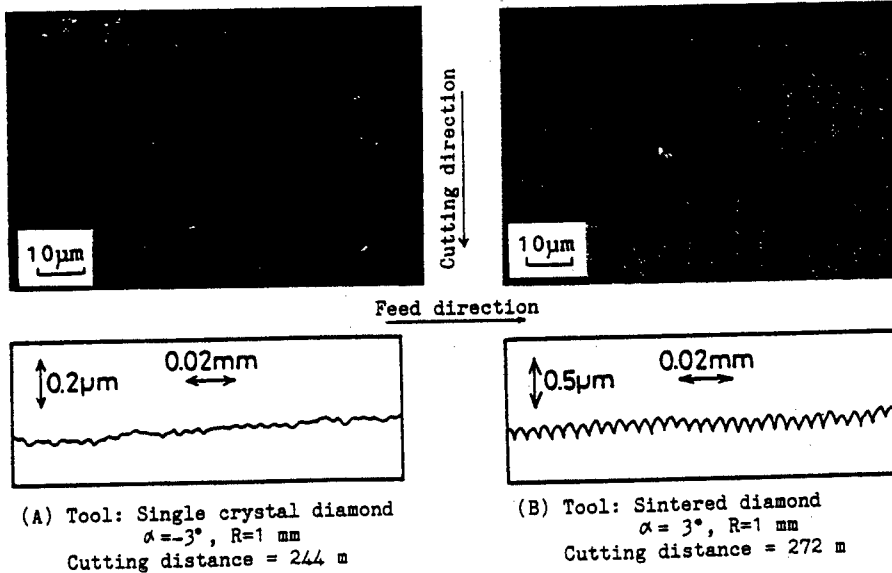 10μm
Cutting direction
10μm
Feed direction
0.2μm
0.02mm
0.5μm
0.02mm
(A) Tool: Single crystal diamond
α=-3°, R=1 mm
Cutting distance = 244 m
(B) Tool: Sintered diamond
α= 3°, R=1 mm
Cutting distance = 272 m